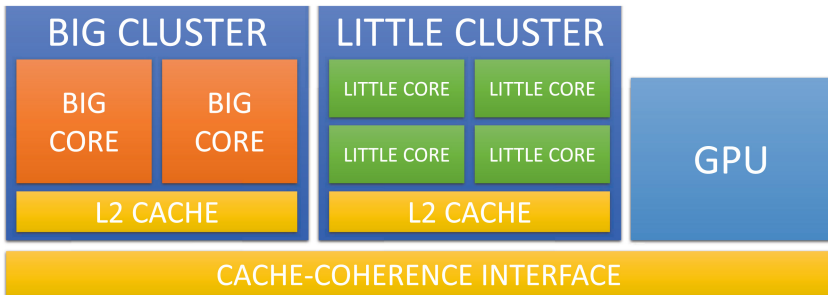 BIG CLUSTER
BIG
CORE
BIG
CORE
L2 CACHE
LITTLE CLUSTER
LITTLE CORE
LITTLE CORE
LITTLE CORE
LITTLE CORE
L2 CACHE
GPU
CACHE-COHERENCE INTERFACE